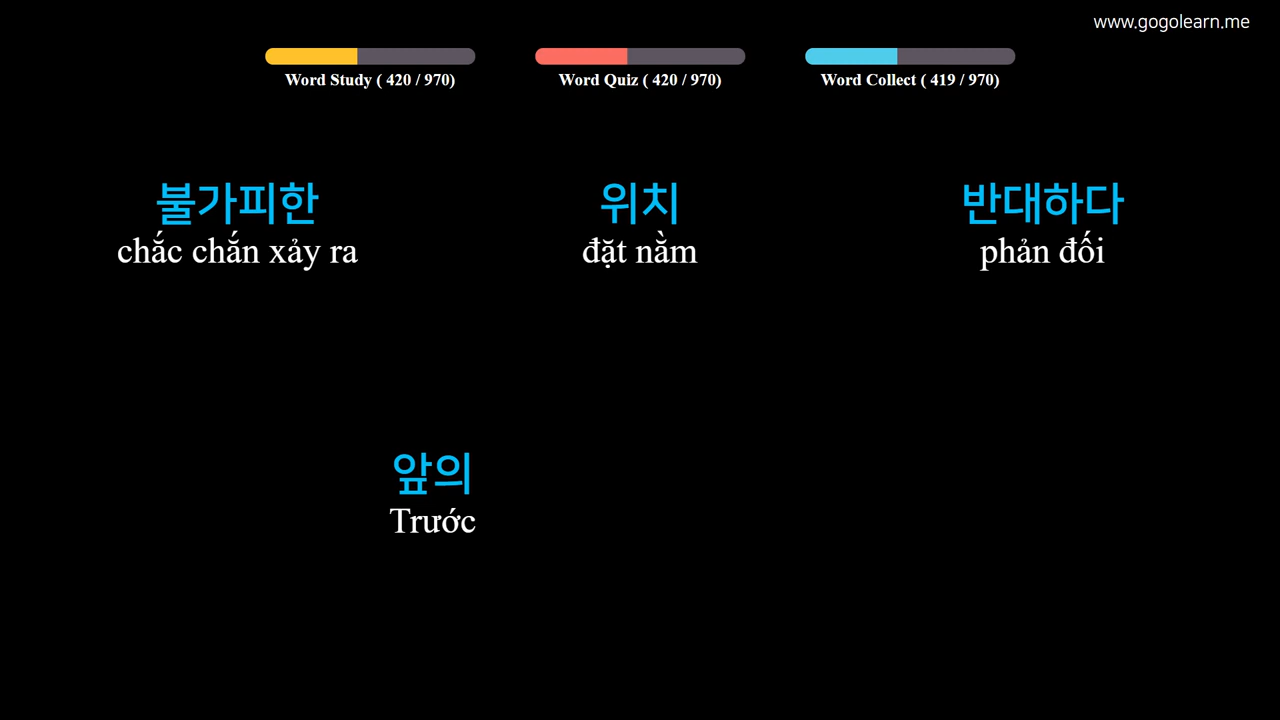 www.gogolearn.me
Word Study ( 420 / 970)
Word Quiz ( 420 / 970)
Word Collect ( 419 / 970)
불가피한
chắc chắn xảy ra
위치
đặt nằm
반대하다
phản đối
앞의
Trước